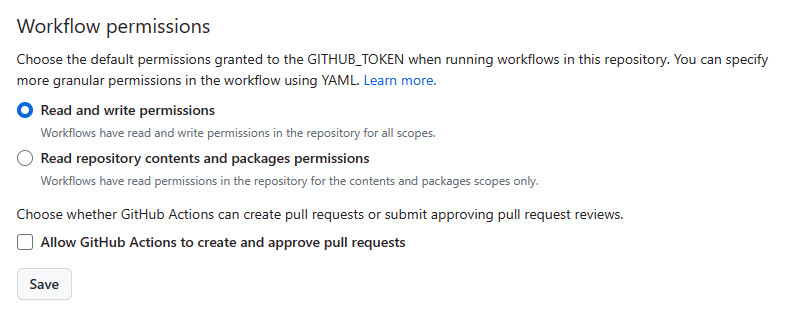 Workflow permissions
Choose the default permissions granted to the GITHUB_TOKEN when running workflows in this repository. You can specify
more granular permissions in the workflow using YAML. Learn more.
Read and write permissions
Workflows have read and write permissions in the repository for all scopes.
Read repository contents and packages permissions
Workflows have read permissions in the repository for the contents and packages scopes only.
Choose whether GitHub Actions can create pull requests or submit approving pull request reviews.
Allow GitHub Actions to create and approve pull requests
Save